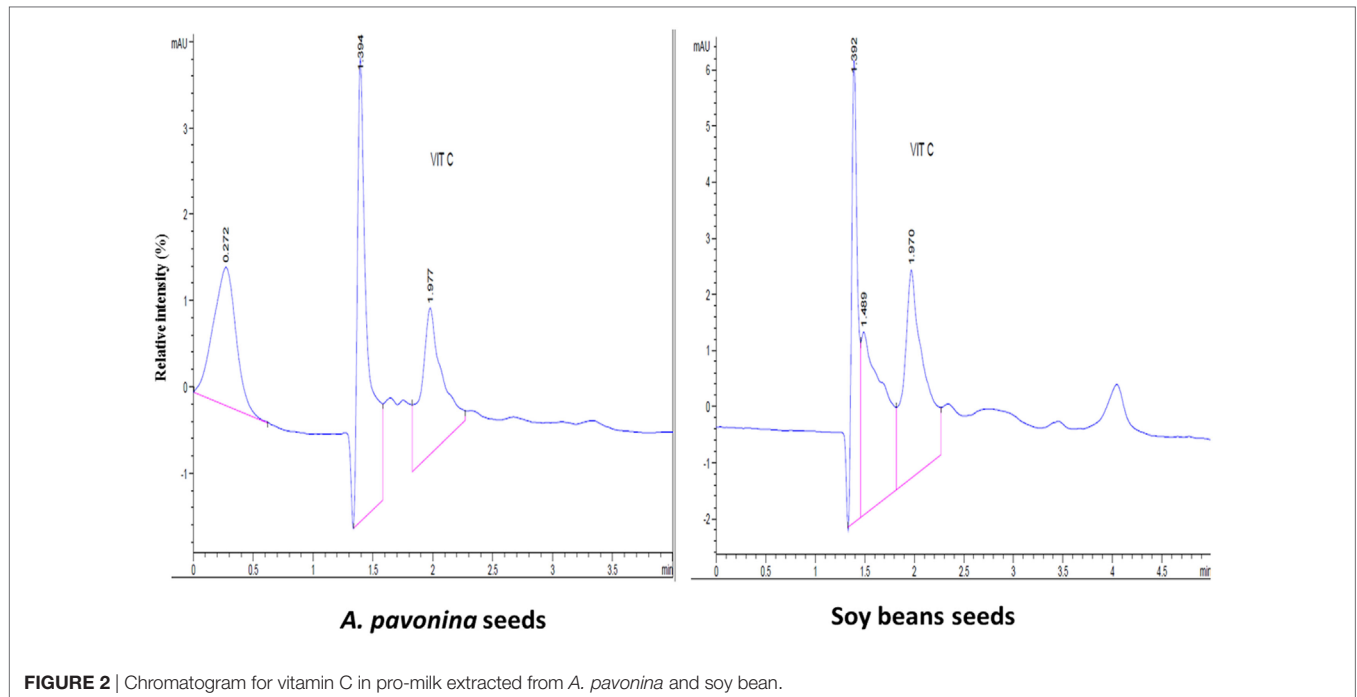 mAU
3
2
1
0
-1
Relative intensity (%)
0.272
1.394
VIT C
1.977
0 0.5 1 1.5 2 2.5 3 3.5 min
A. pavonina seeds
mAU
6
5
4
3
2
1
0
-1
-2
1.392
1.489
VIT C
1.970
0 0.5 1 1.5 2 2.5 3 3.5 4 4.5 min
Soy beans seeds
FIGURE 2 | Chromatogram for vitamin C in pro-milk extracted from A. pavonina and soy bean.